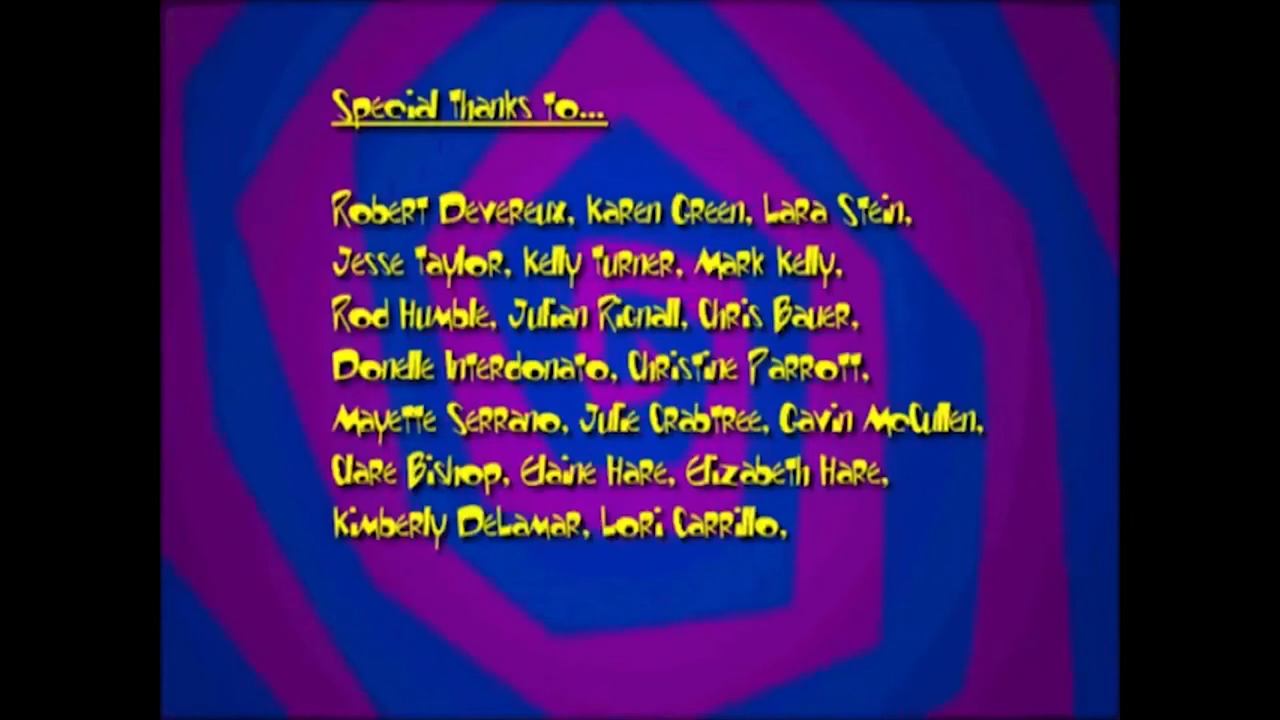 Special Thanks To...
Robert Devereux, Karen Green, Lara Stein,
Jesse Taylor, Kelly Turner, Mark Kelly,
Rod Humble, Julian Rignall, Chris Bauer,
Donelle Interdonato, Christine Parrott,
Mayette Serrano, Julie Crabtree, Gavin McCullen,
Clare Bishop, Elaine Hare, Elizabeth Hare,
Kimberly DeLamar, Lori Carrillo,